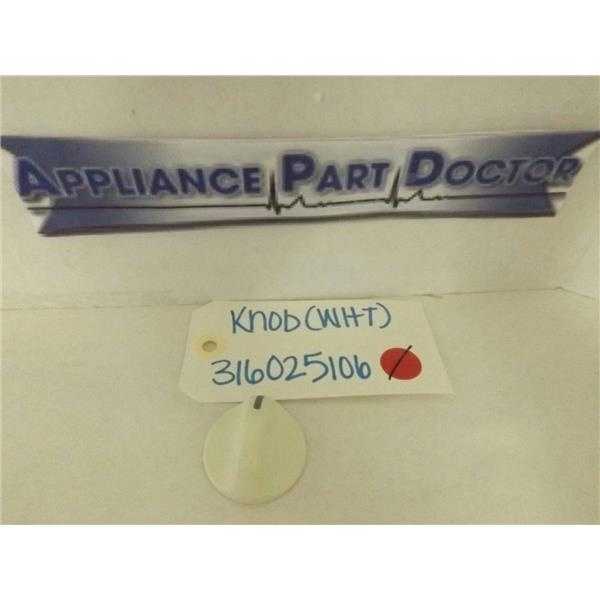 APPLIANCE PART DOCTOR
KNOB (WHT)
316025106